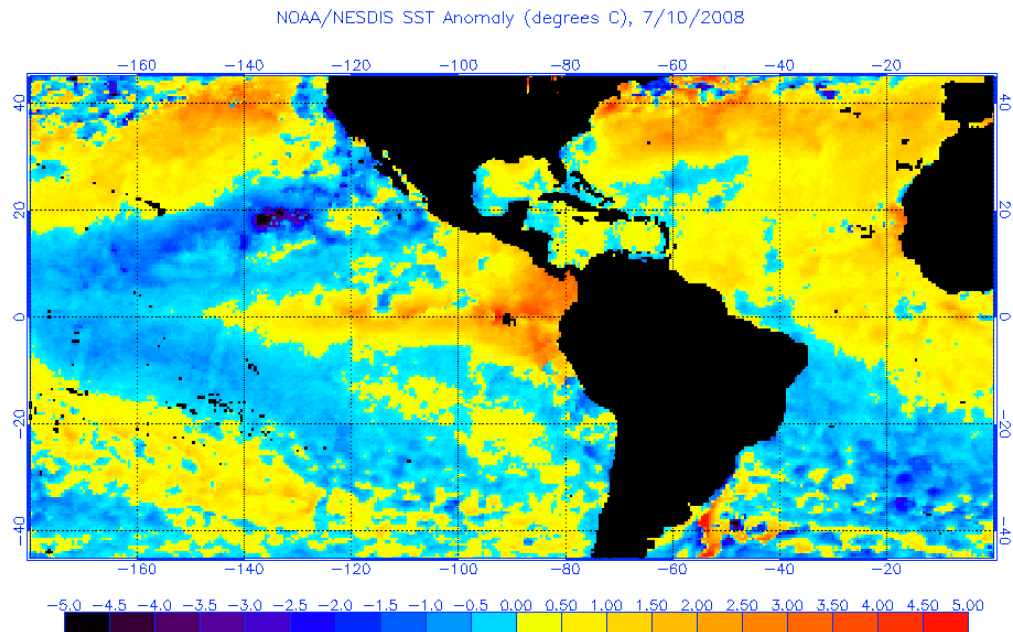 NOAA/NESDIS SST Anomaly (degrees C), 7/10/2008
−160 −140 −120 −100 −80 −60 −40 −20
40 40
20 20
0 0
−20 −20
−40 −40
−160 −140 −120 −100 −80 −60 −40 −20
−5.0 −4.5 −4.0 −3.5 −3.0 −2.5 −2.0 −1.5 −1.0 −0.5 0.00 0.50 1.00 1.50 2.00 2.50 3.00 3.50 4.00 4.50 5.00